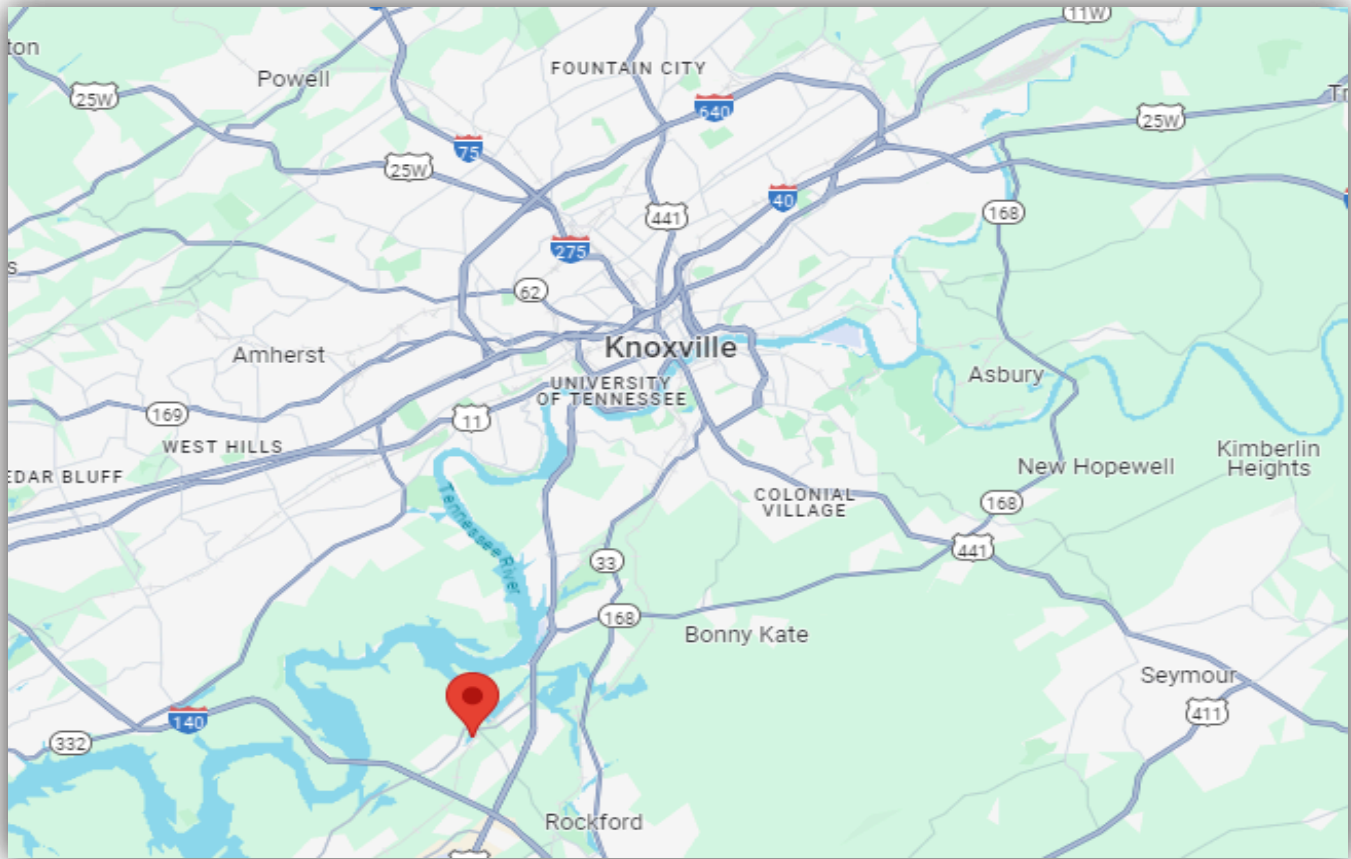 11W
ton
FOUNTAIN CITY
Powell
25W
640
Tr
25W
75
25W
40
168
441
275
s
62
Knoxville
Amherst
Asbury
UNIVERSITY
OF TENNESSEE
169
11
WEST HILLS
Kimberlin
Heights
EDAR BLUFF
New Hopewell
COLONIAL
VILLAGE
168
Tennessee River
441
33
168
Bonny Kate
Seymour
411
140
332
Rockford